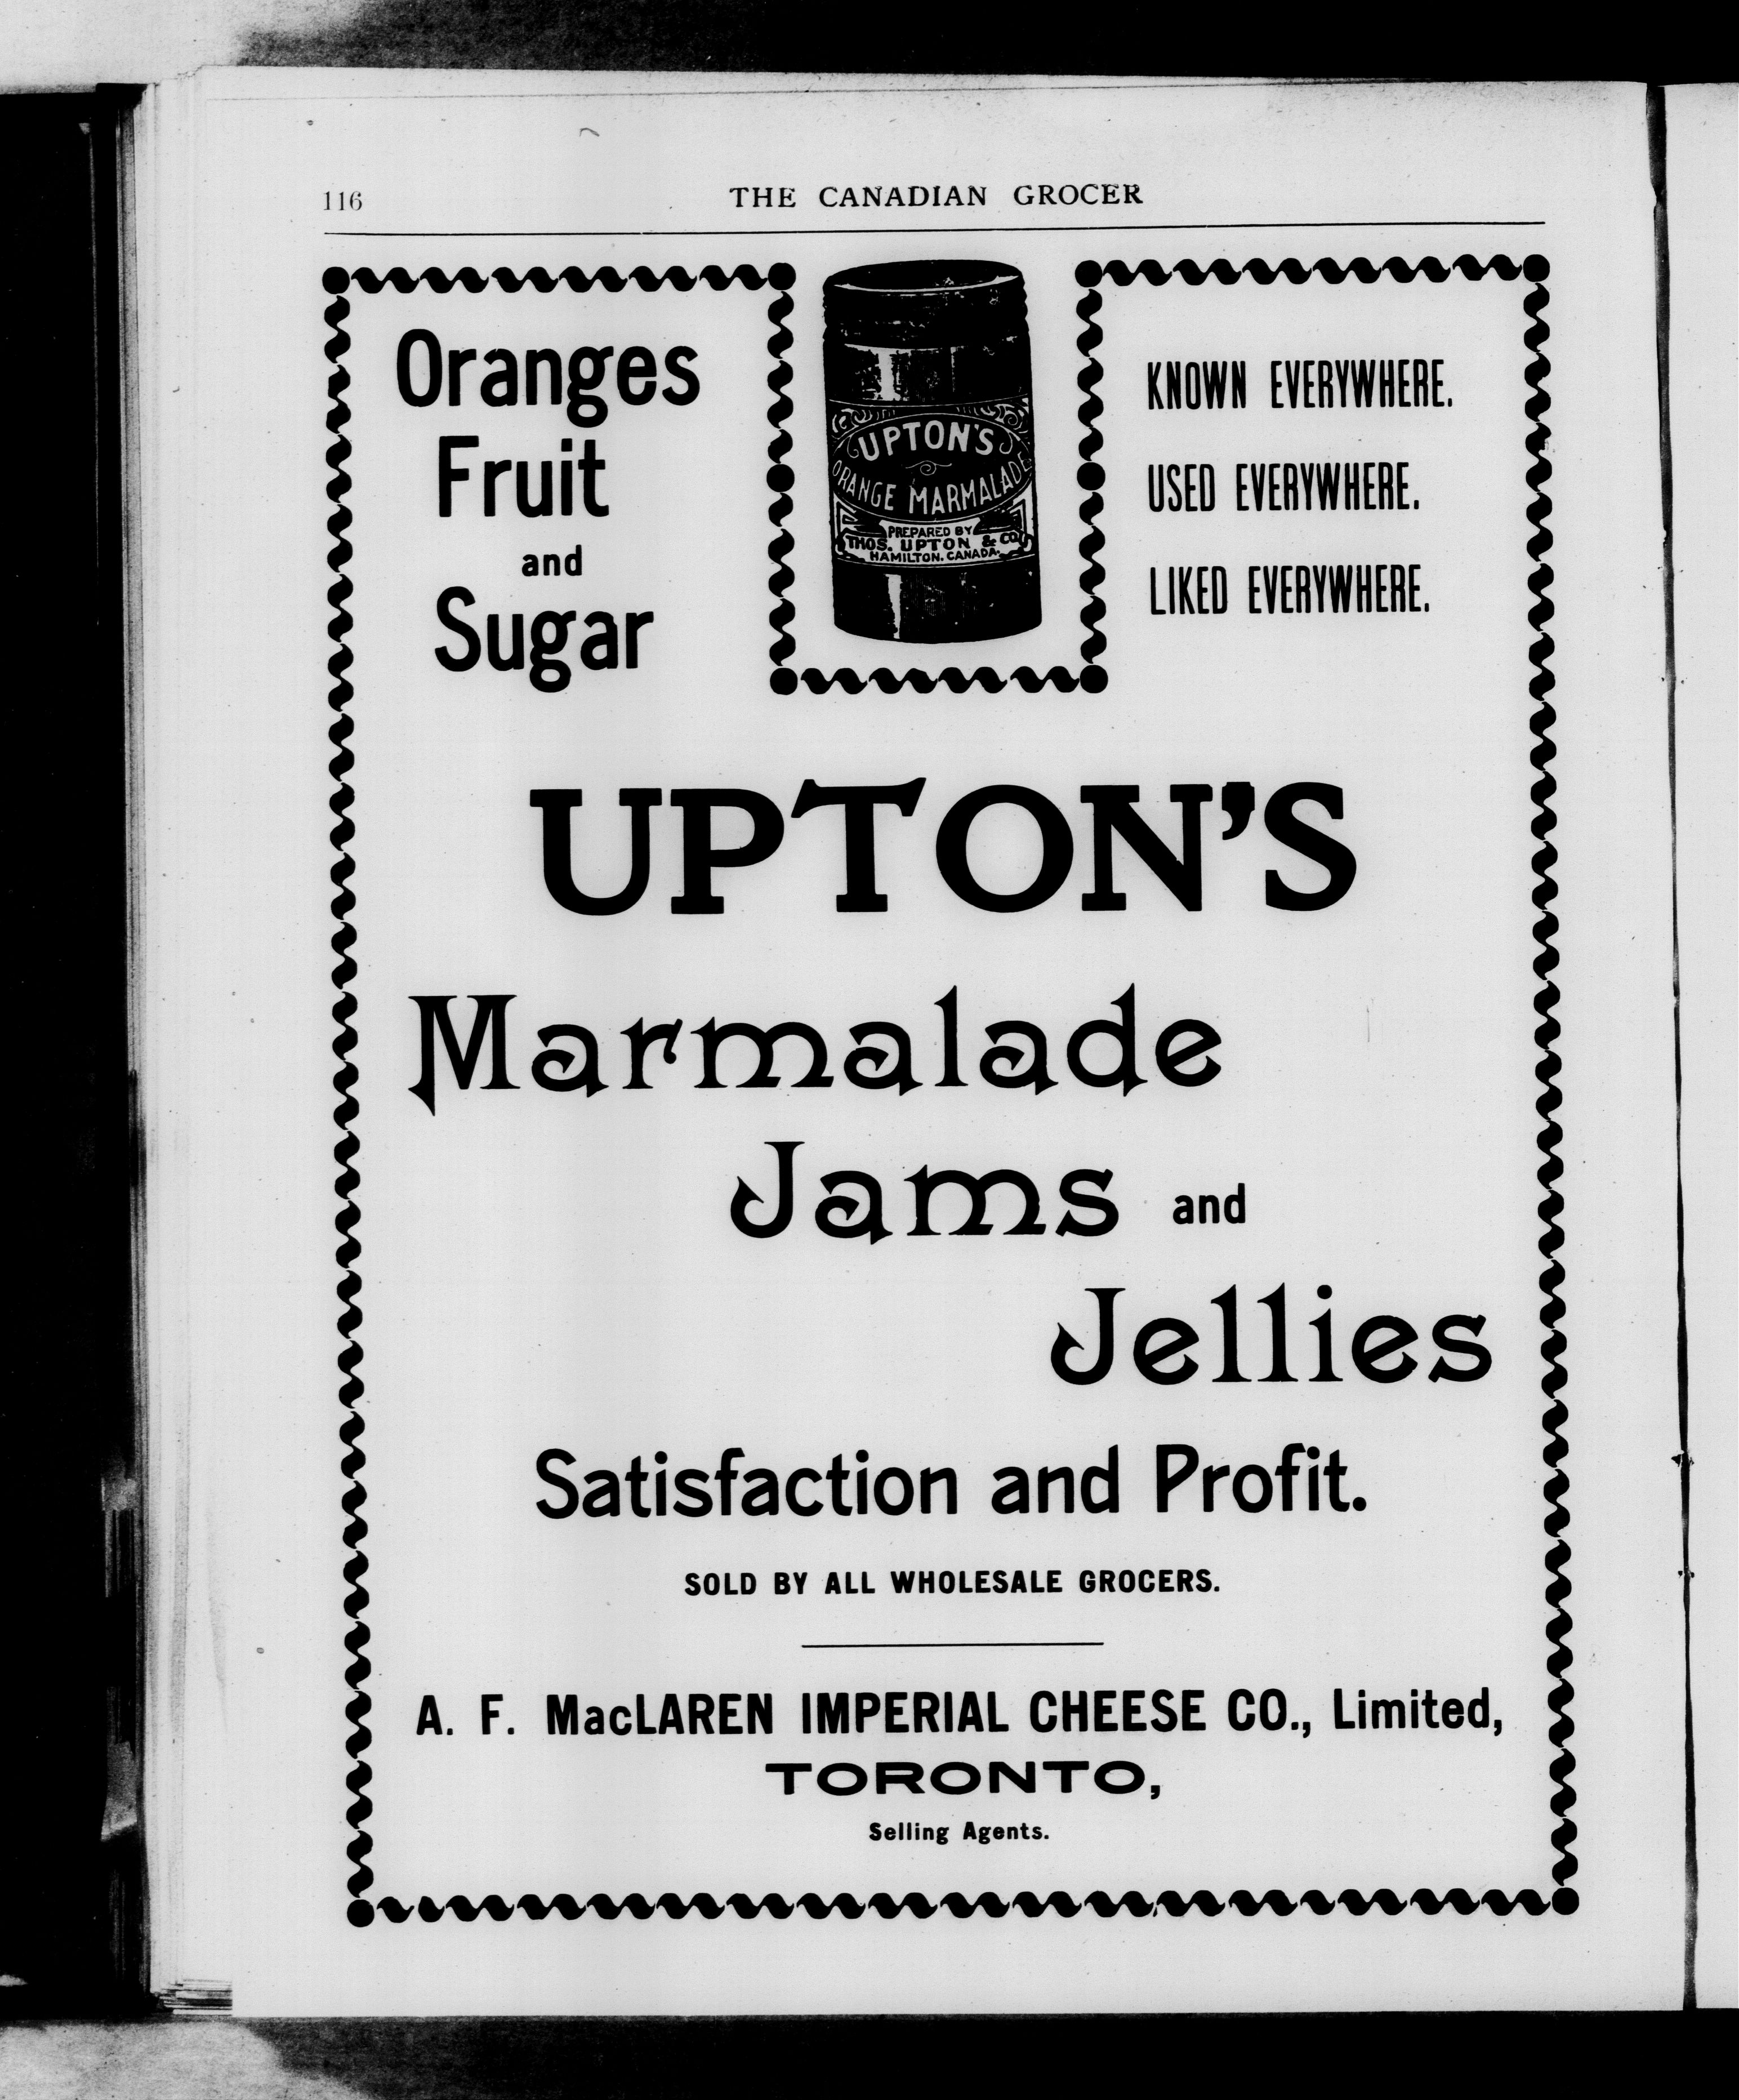 116
THE CANADIAN GROCER
Oranges
Fruit
and
Sugar
UPTON'S
ORANGE MARMALADE
PREPARED BY
THOS. UPTON & CO.
HAMILTON. CANADA.
KNOWN EVERYWHERE.
USED EVERYWHERE.
LIKED EVERYWHERE.
UPTON'S
Marmalade
Jams and
Jellies
Satisfaction and Profit.
SOLD BY ALL WHOLESALE GROCERS.
A. F. MacLAREN IMPERIAL CHEESE CO., Limited,
TORONTO,
Selling Agents.